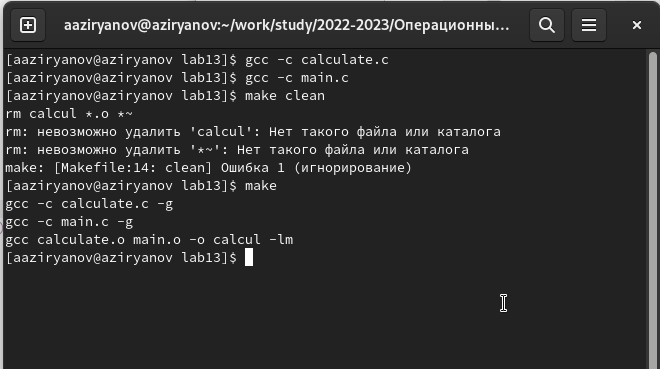 aaziryanov@aziryanov:~/work/study/2022-2023/Операционны...
[aaziryanov@aziryanov lab13]$ gcc -c calculate.c
[aaziryanov@aziryanov lab13]$ gcc -c main.c
[aaziryanov@aziryanov lab13]$ make clean
rm calcul *.o *~
rm: невозможно удалить 'calcul': Нет такого файла или каталога
rm: невозможно удалить '*~': Нет такого файла или каталога
make: [Makefile:14: clean] Ошибка 1 (игнорирование)
[aaziryanov@aziryanov lab13]$ make
gcc -c calculate.c -g
gcc -c main.c -g
gcc calculate.o main.o -o calcul -lm
[aaziryanov@aziryanov lab13]$